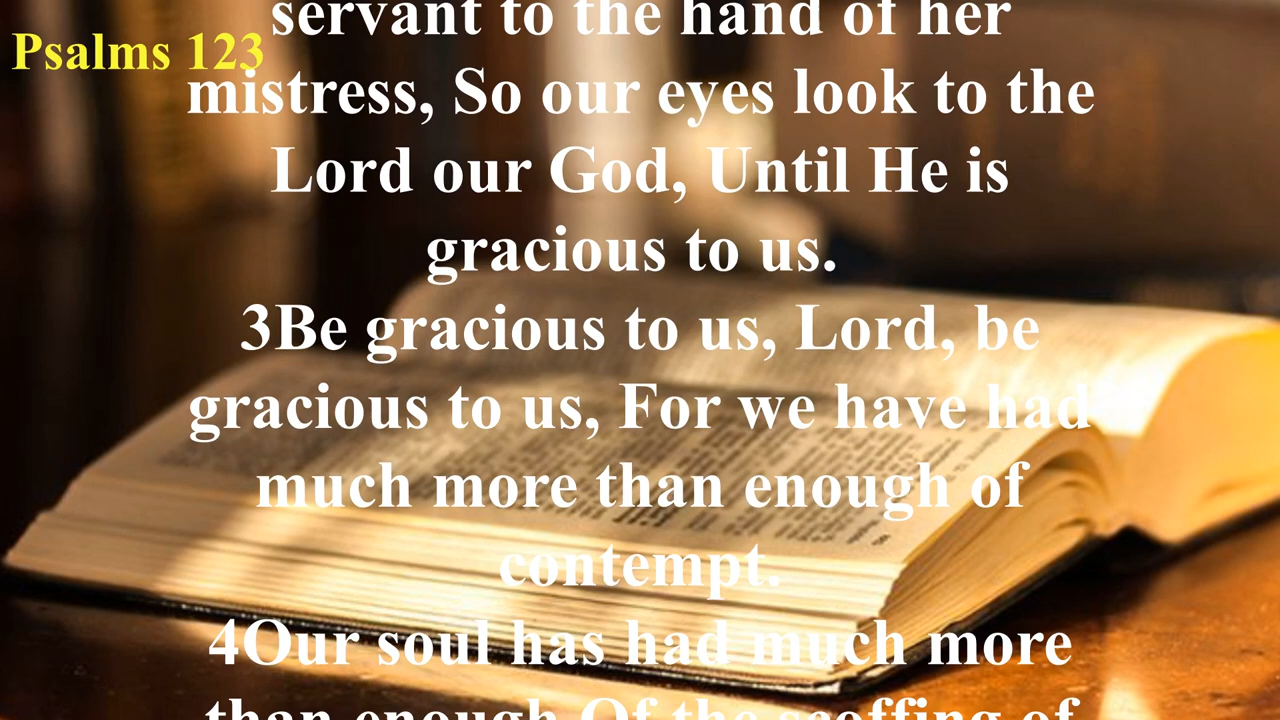 servant to the hand of her
Psalms 123
mistress, So our eyes look to the
Lord our God, Until He is
gracious to us.
3Be gracious to us, Lord, be
gracious to us, For we have had
much more than enough of
contempt.
4Our soul has had much more
than enough Of the scoffing of